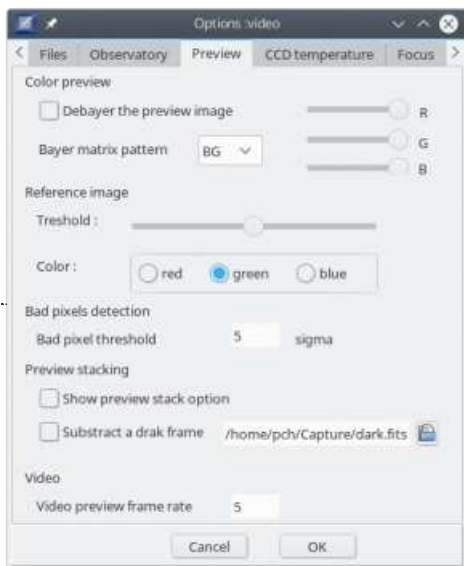 Options :video
Files Observatory Preview CCD temperature Focus
Color preview
Debayer the preview image R
Bayer matrix pattern BG G
B
Reference image
Treshold :
Color : red green blue
Bad pixels detection
Bad pixel threshold 5 sigma
Preview stacking
Show preview stack option
Substract a drak frame /home/pch/Capture/dark.fits
Video
Video preview frame rate 5
Cancel OK